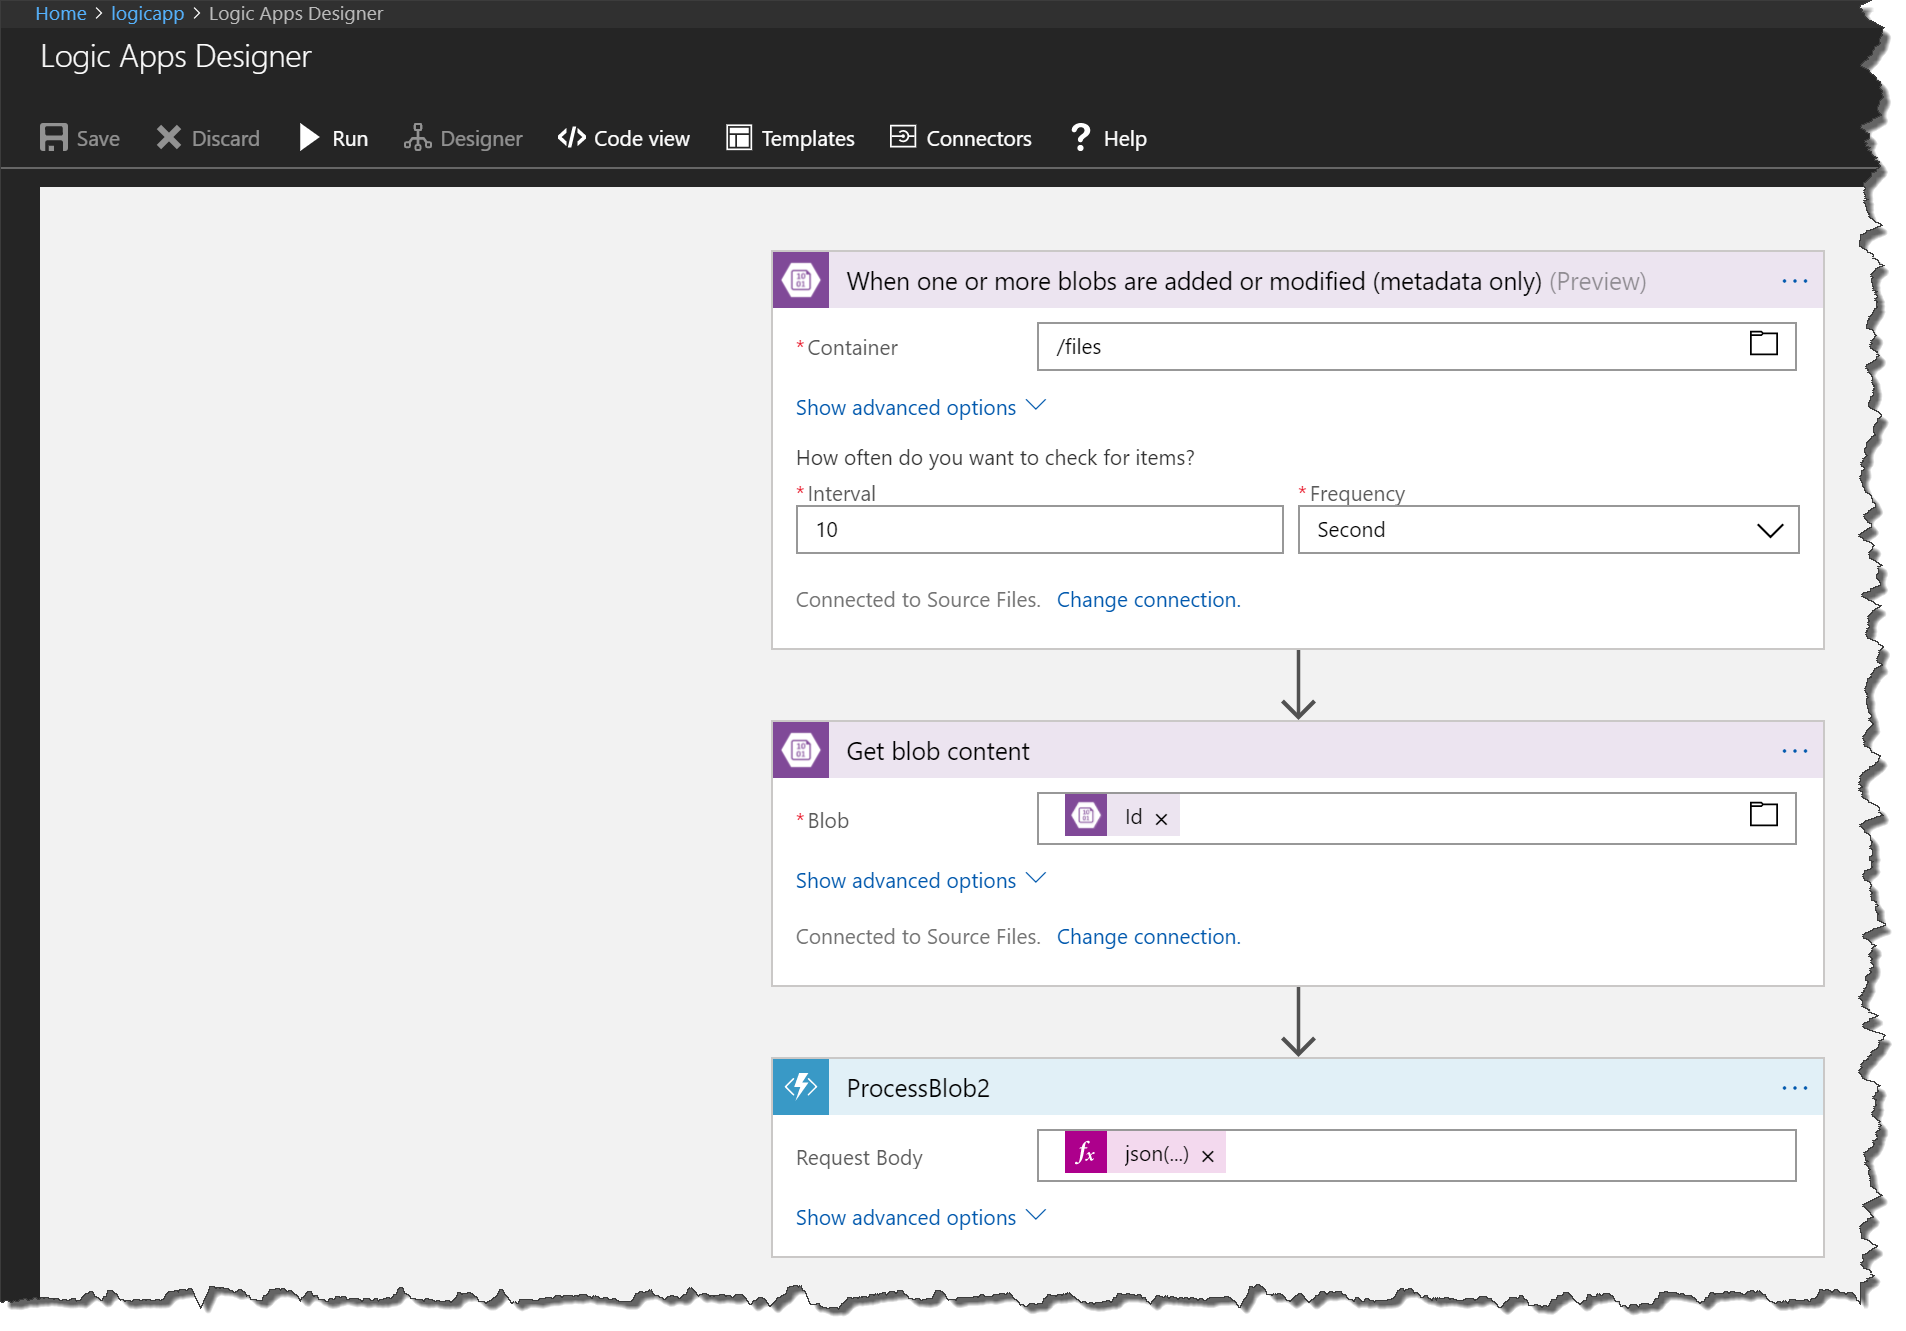 Home > logicapp > Logic Apps Designer
Logic Apps Designer
Save Discard Run Designer </> Code view Templates Connectors ? Help
When one or more blobs are added or modified (metadata only) (Preview) ...
*Container /files
Show advanced options
How often do you want to check for items?
*Interval *Frequency
10 Second
Connected to Source Files. Change connection.
Get blob content ...
*Blob Id ×
Show advanced options
Connected to Source Files. Change connection.
ProcessBlob2 ...
Request Body fx json(...) ×
Show advanced options